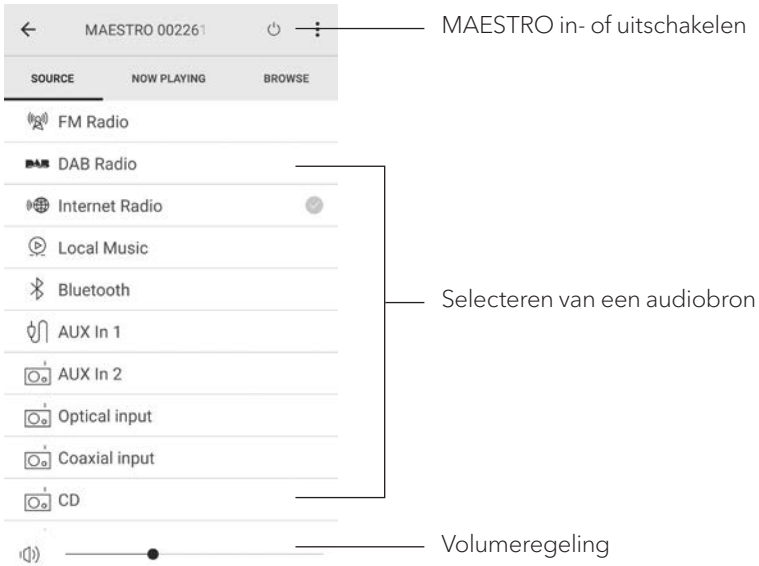 MAESTRO 002261
MAESTRO in- of uitschakelen
SOURCE NOW PLAYING BROWSE
FM Radio
DAB DAB Radio
Internet Radio
Local Music
Bluetooth
Selecteren van een audiobron
AUX In 1
AUX In 2
Optical input
Coaxial input
CD
Volumeregeling